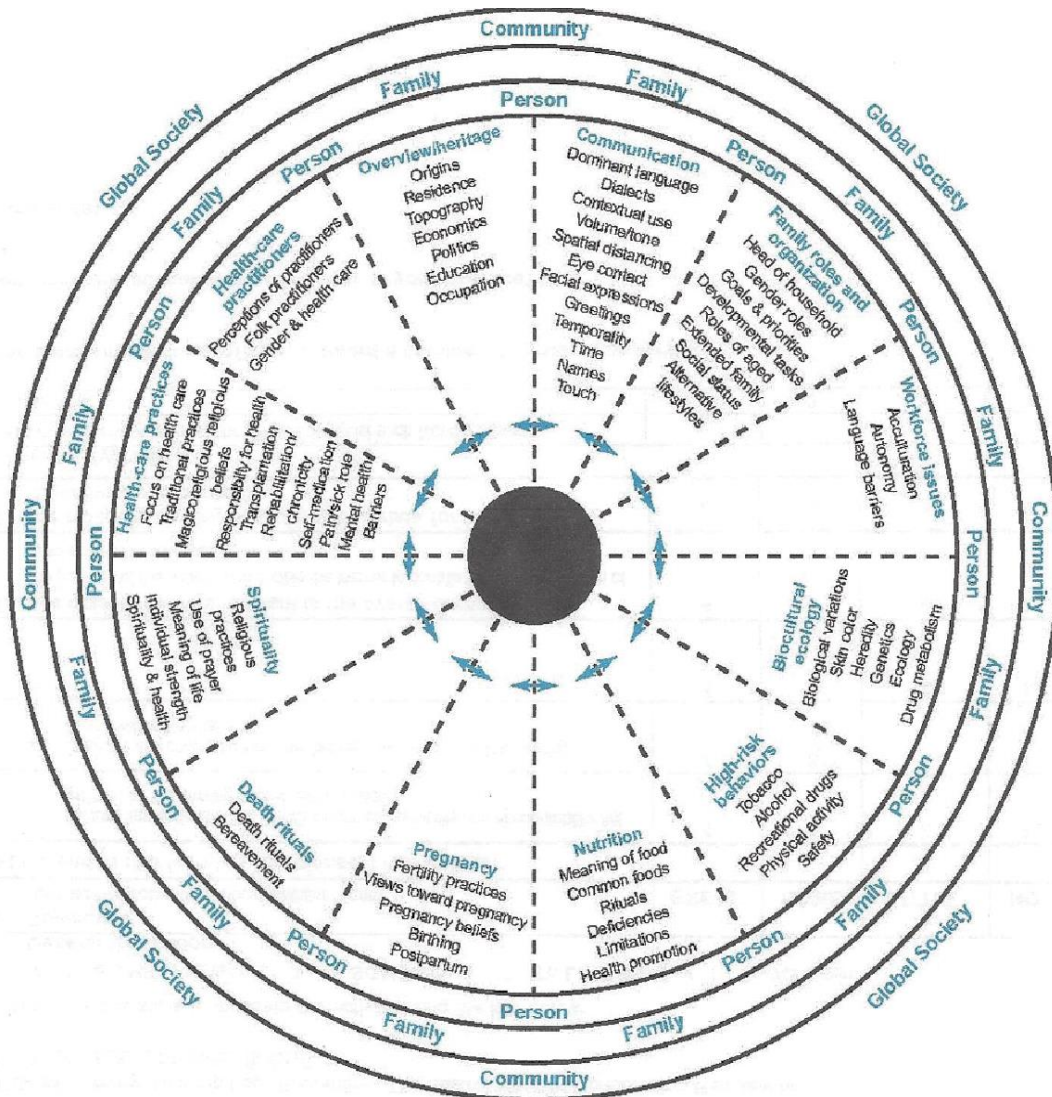 Community
Global Society
Global Society
Family
Family
Person
Person
Person
Family
Family
Person
Person
Family
Family
Community
Community
Person
Person
Family
Family
Person
Person
Family
Family
Person
Person
Person
Family
Family
Global Society
Global Society
Community
Overview/heritage
Origins
Residence
Topography
Economics
Politics
Education
Occupation
Communication
Dominant language
Dialects
Contextual use
Volume/tone
Spatial distancing
Eye contact
Facial expressions
Greetings
Temporality
Time
Names
Touch
Family roles and
organization
Head of household
Gender roles
Goals & priorities
Developmental tasks
Roles of aged
Extended family
Social status
Alternative
lifestyles
Workforce issues
Acculturation
Autonomy
Language barriers
Biocultural
ecology
Biological variations
Skin color
Heredity
Genetics
Ecology
Drug metabolism
High-risk
behaviors
Tobacco
Alcohol
Recreational drugs
Physical activity
Safety
Nutrition
Meaning of food
Common foods
Rituals
Deficiencies
Limitations
Health promotion
Pregnancy
Fertility practices
Views toward pregnancy
Pregnancy beliefs
Birthing
Postpartum
Death rituals
Death rituals
Bereavement
Spirituality
Religious
practices
Use of prayer
Meaning of life
Individual strength
Spirituality & health
Health-care practices
Focus on health care
Traditional practices
Magicoreligious religious
beliefs
Responsibility for health
Transplantation
Rehabilitation/
chronicity
Self-medication
Pain/sick role
Mental health/
Barriers
Health-care
practitioners
Perceptions of practitioners
Folk practitioners
Gender & health care